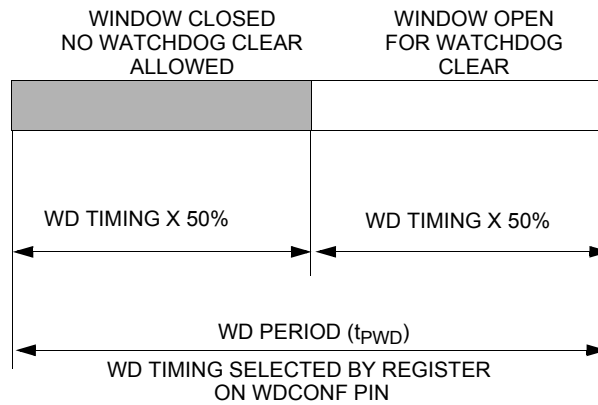 WINDOW CLOSED
NO WATCHDOG CLEAR
ALLOWED
WINDOW OPEN
FOR WATCHDOG
CLEAR
WD TIMING X 50%
WD TIMING X 50%
WD PERIOD (tPWD)
WD TIMING SELECTED BY REGISTER
ON WDCONF PIN